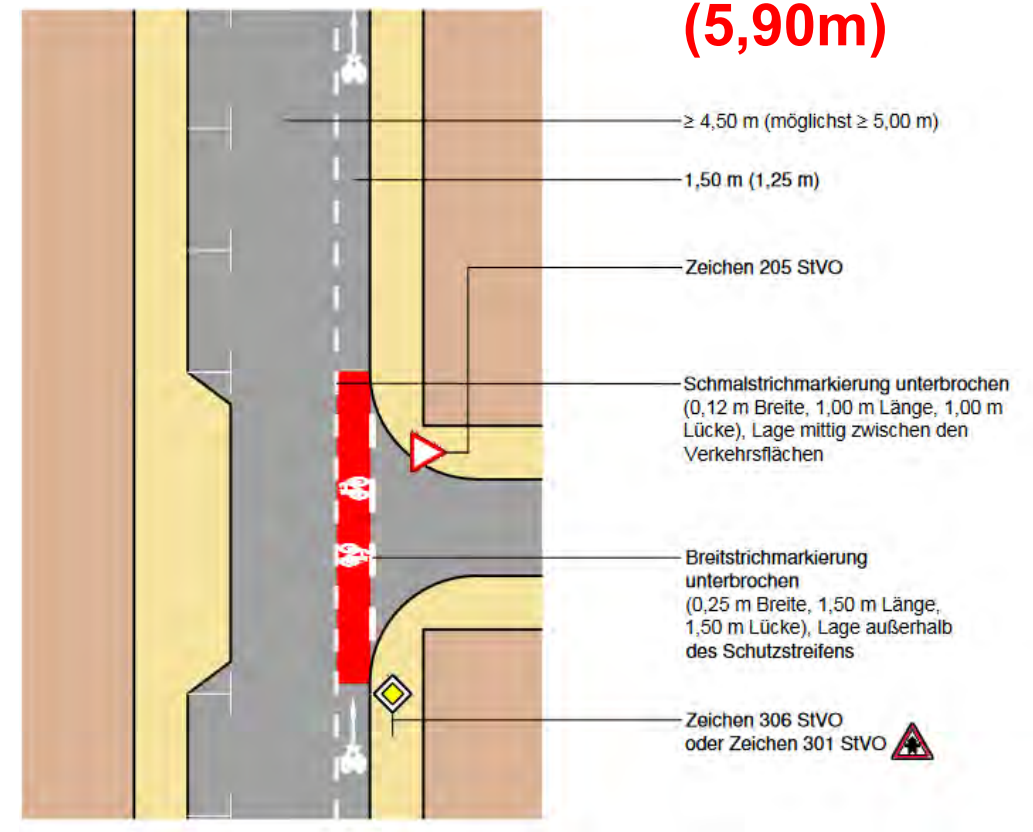 (5,90m)
≥ 4,50 m (möglichst ≥ 5,00 m)
1,50 m (1,25 m)
Zeichen 205 StVO
Schmalstrichmarkierung unterbrochen
(0,12 m Breite, 1,00 m Länge, 1,00 m
Lücke), Lage mittig zwischen den
Verkehrsflächen
Breitstrichmarkierung
unterbrochen
(0,25 m Breite, 1,50 m Länge,
1,50 m Lücke), Lage außerhalb
des Schutzstreifens
Zeichen 306 StVO
oder Zeichen 301 StVO